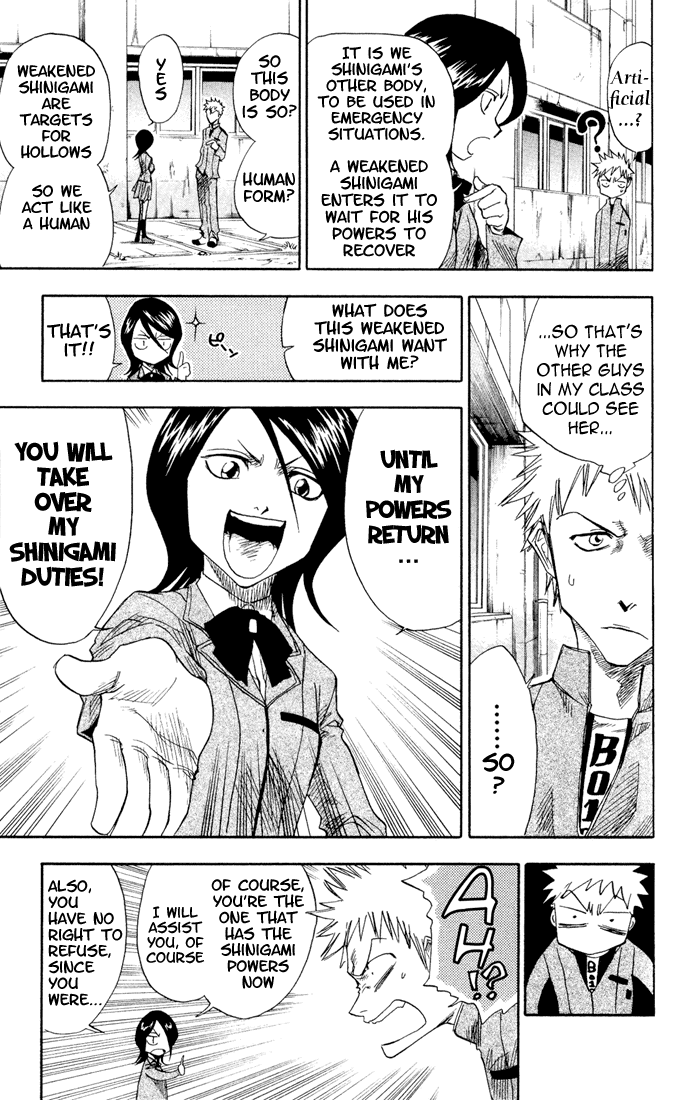 Arti-
ficial
...?
IT IS WE
SHINIGAMI'S
OTHER BODY,
TO BE USED IN
EMERGENCY
SITUATIONS.
A WEAKENED
SHINIGAMI
ENTERS IT TO
WAIT FOR HIS
POWERS TO
RECOVER
SO
THIS
BODY
IS SO?
HUMAN
FORM?
YES
WEAKENED
SHINIGAMI
ARE
TARGETS
FOR
HOLLOWS
SO WE
ACT LIKE
A HUMAN
...SO THAT'S
WHY THE
OTHER GUYS
IN MY CLASS
COULD SEE
HER...
.......
SO
?
BO
WHAT DOES
THIS WEAKENED
SHINIGAMI WANT
WITH ME?
THAT'S
IT!!
UNTIL
MY
POWERS
RETURN
...
YOU WILL
TAKE
OVER
MY
SHINIGAMI
DUTIES!
AH?
!!
OF COURSE,
YOU'RE THE
ONE THAT
HAS THE
SHINIGAMI
POWERS
NOW
I WILL
ASSIST
YOU, OF
COURSE
ALSO,
YOU
HAVE NO
RIGHT TO
REFUSE,
SINCE
YOU
WERE...